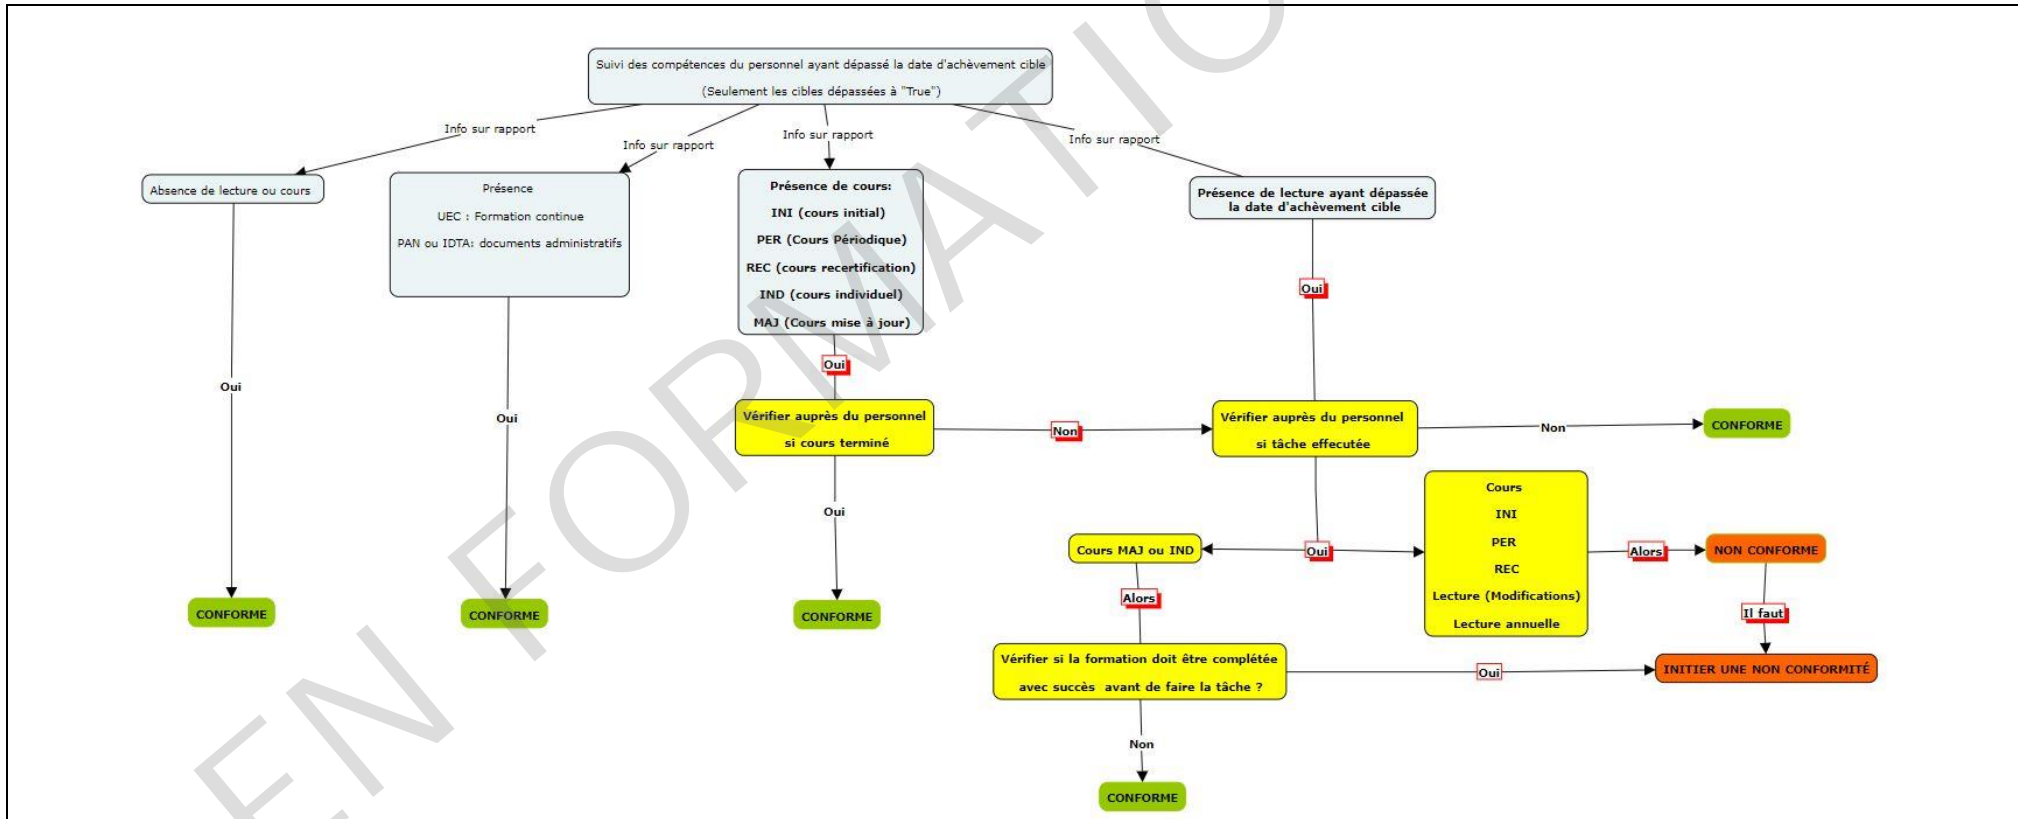 Suivi des compétences du personnel ayant dépassé la date d'achèvement cible
(Seulement les cibles dépassées à "True")
Info sur rapport
Info sur rapport
Info sur rapport
Info sur rapport
Absence de lecture ou cours
Présence
UEC : Formation continue
PAN ou IDTA: documents administratifs
Présence de cours:
INI (cours initial)
PER (Cours Périodique)
REC (cours recertification)
IND (cours individuel)
MAJ (Cours mise à jour)
Présence de lecture ayant dépassée
la date d'achèvement cible
Oui
Oui
Oui
Oui
Vérifier auprès du personnel
si cours terminé
Non
Vérifier auprès du personnel
si tâche effecutée
Non
CONFORME
Oui
Cours MAJ ou IND
Oui
Cours
INI
PER
REC
Lecture (Modifications)
Lecture annuelle
Alors
NON CONFORME
Alors
Il faut
CONFORME
CONFORME
CONFORME
Vérifier si la formation doit être complétée
avec succès avant de faire la tâche ?
Oui
INITIER UNE NON CONFORMITÉ
Non
CONFORME
EN FORMATIO